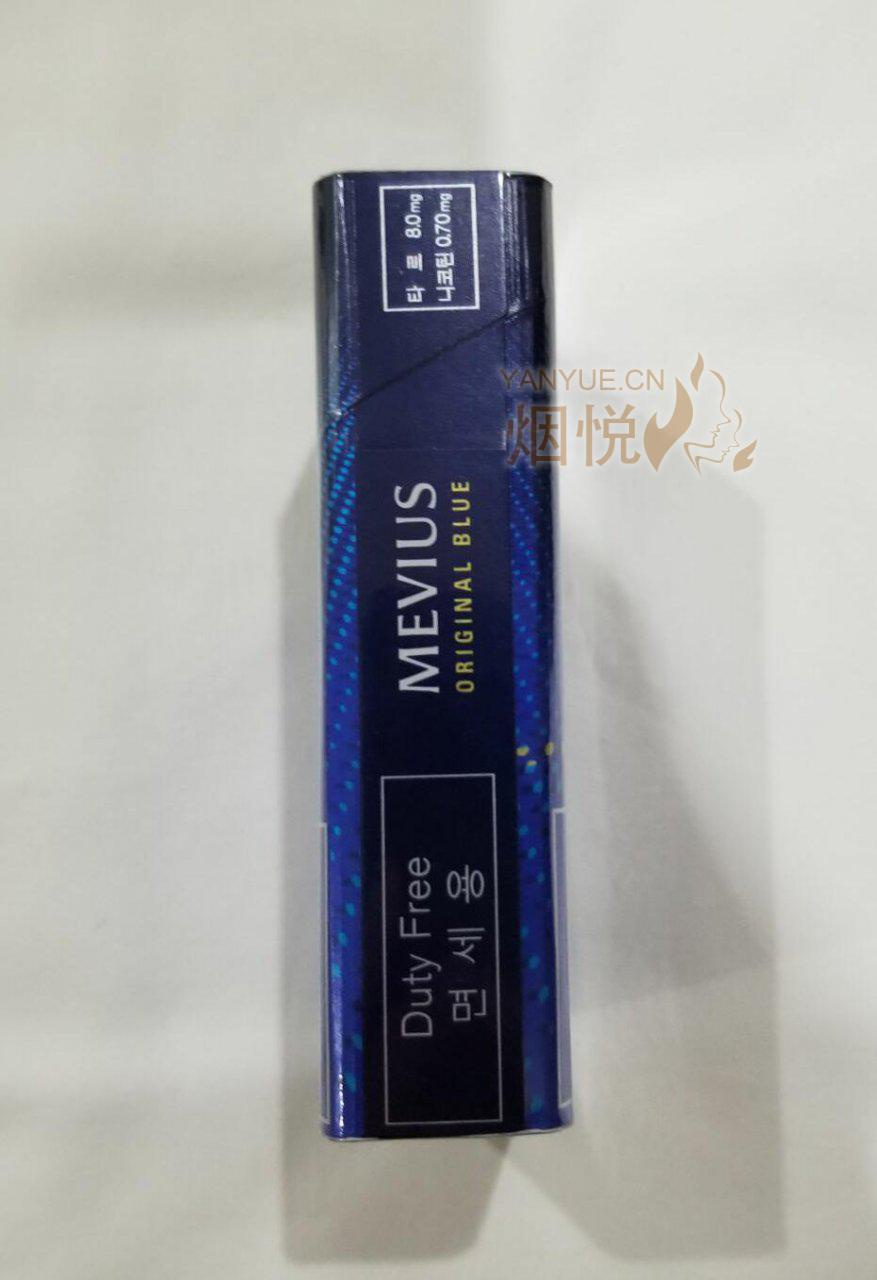 타 르 8.0mg
니코틴 0.70mg
YANYUE.CN
烟悦
MEVIUS
ORIGINAL BLUE
Duty Free
면 세 용